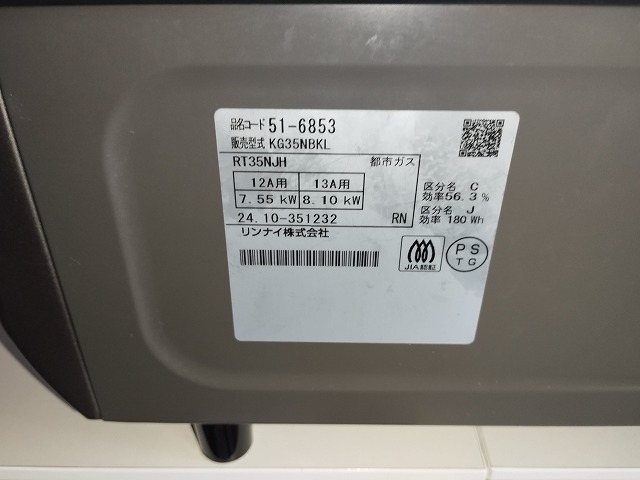 品名コード 51-6853
販売型式 KG35NBKL
RT35NJH 都市ガス
12A用 13A用
7.55 kW 8.10 kW
24.10-351232 RN
リンナイ株式会社
区分名 C
効率56.3%
区分名 J
効率 180 Wh
JIA認証
PS
TG